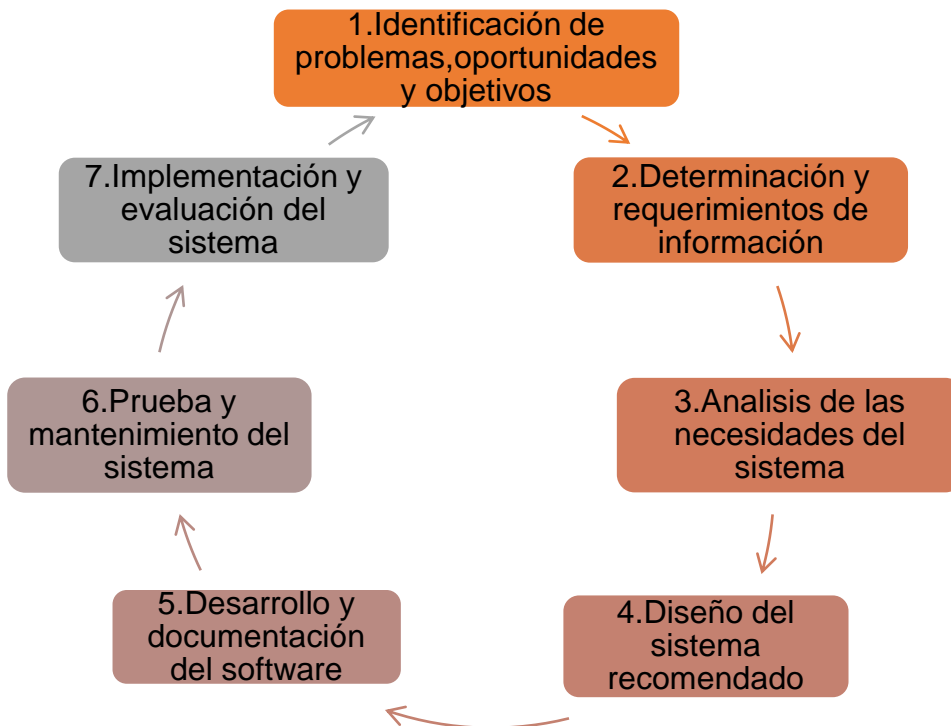 1.Identificación de
problemas,oportunidades
y objetivos
2.Determinación y
requerimientos de
información
3.Analisis de las
necesidades del
sistema
4.Diseño del
sistema
recomendado
5.Desarrollo y
documentación
del software
6.Prueba y
mantenimiento del
sistema
7.Implementación y
evaluación del
sistema